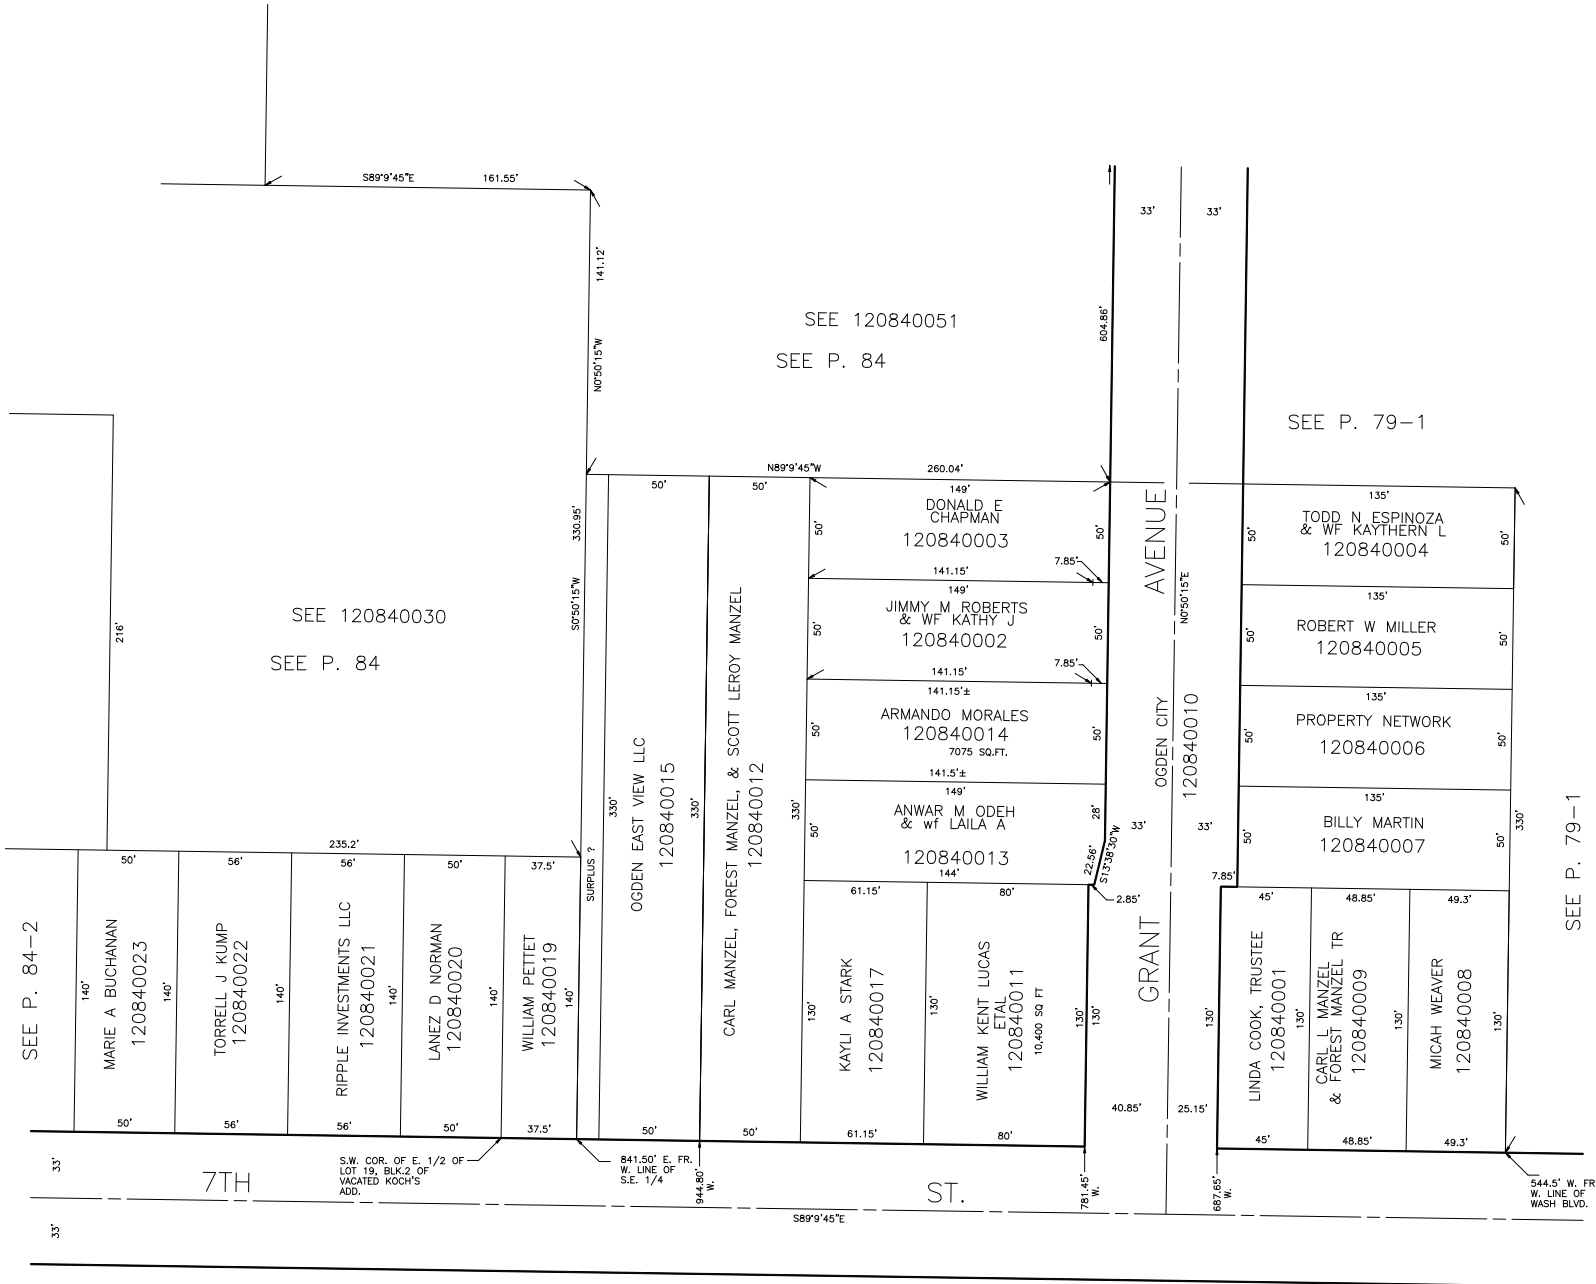 S89°9'45"E
161.55'
141.12'
N0°50'15"W
SEE 120840051
SEE P. 84
604.86'
33'
33'
SEE P. 79-1
N89°9'45"W
260.04'
216'
SEE 120840030
SEE P. 84
330.95'
S0°50'15"W
235.2'
SURPLUS ?
50'
330'
OGDEN EAST VIEW LLC
120840015
330'
50'
50'
CARL MANZEL, FOREST MANZEL, & SCOTT LEROY MANZEL
120840012
330'
50'
149'
DONALD E
CHAPMAN
120840003
50'
50'
7.85'
141.15'
149'
JIMMY M ROBERTS
& WF KATHY J
120840002
50'
50'
7.85'
141.15'
141.15'±
ARMANDO MORALES
120840014
7075 SQ.FT.
50'
50'
141.5'±
149'
ANWAR M ODEH
& wf LAILA A
120840013
50'
28'
22.56'
S13°38'30"W
144'
2.85'
AVENUE
N0°50'15"E
OGDEN CITY
120840010
33'
33'
GRANT
40.85'
25.15'
135'
TODD N ESPINOZA
& WF KAYTHERN L
120840004
50'
50'
135'
ROBERT W MILLER
120840005
50'
50'
135'
PROPERTY NETWORK
120840006
50'
50'
135'
BILLY MARTIN
120840007
50'
50'
330'
SEE P. 79-1
7.85'
SEE P. 84-2
50'
140'
MARIE A BUCHANAN
120840023
140'
50'
56'
TORRELL J KUMP
120840022
140'
56'
56'
RIPPLE INVESTMENTS LLC
120840021
140'
56'
50'
LANEZ D NORMAN
120840020
140'
50'
37.5'
WILLIAM PETTET
120840019
140'
37.5'
61.15'
130'
KAYLI A STARK
120840017
130'
61.15'
80'
WILLIAM KENT LUCAS
ETAL
120840011
10,400 SQ FT
130'
130'
80'
45'
130'
LINDA COOK, TRUSTEE
120840001
130'
45'
48.85'
CARL L MANZEL
& FOREST MANZEL TR
120840009
130'
48.85'
49.3'
MICAH WEAVER
120840008
130'
49.3'
S.W. COR. OF E. 1/2 OF
LOT 19, BLK.2 OF
VACATED KOCH'S
ADD.
841.50' E. FR.
W. LINE OF
S.E. 1/4
944.80'
W.
781.45'
W.
687.65'
W.
544.5' W. FR
W. LINE OF
WASH BLVD.
33'
7TH
ST.
33'
S89°9'45"E